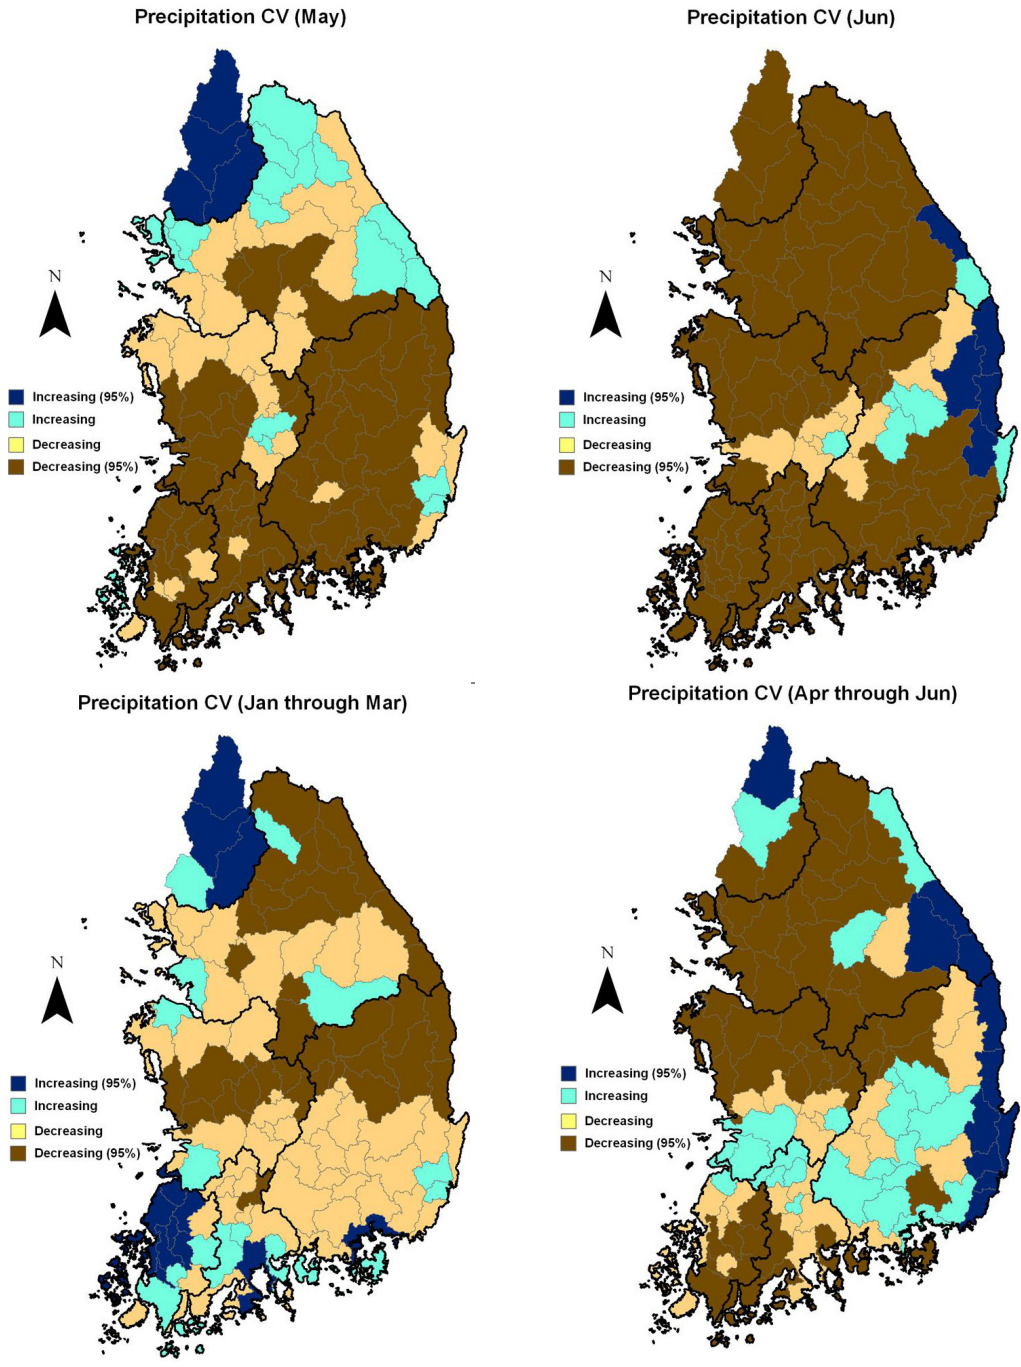 Precipitation CV (May)
Precipitation CV (Jun)
N
N
Increasing (95%)
Increasing
Decreasing
Decreasing (95%)
Increasing (95%)
Increasing
Decreasing
Decreasing (95%)
Precipitation CV (Jan through Mar)
Precipitation CV (Apr through Jun)
N
N
Increasing (95%)
Increasing
Decreasing
Decreasing (95%)
Increasing (95%)
Increasing
Decreasing
Decreasing (95%)